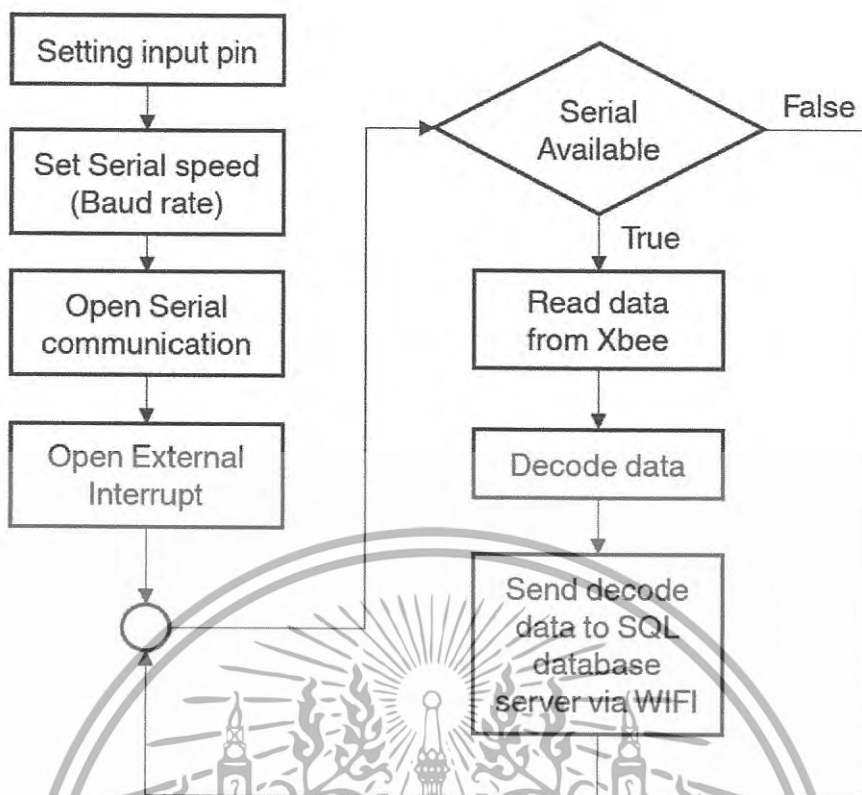 Setting input pin
Set Serial speed
(Baud rate)
Open Serial
communication
Open External
Interrupt
Serial
Available
False
True
Read data
from Xbee
Decode data
Send decode
data to SQL
database
server via WIFI